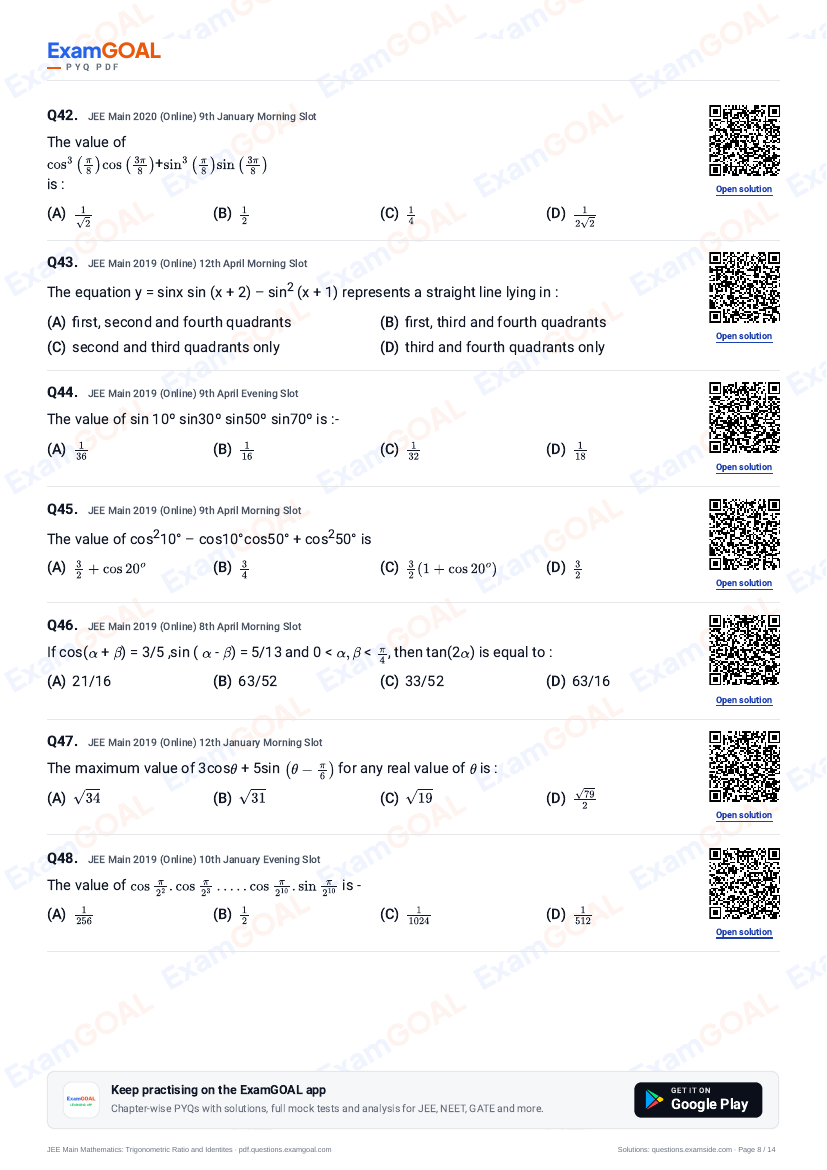 ExamGOAL
PYQ PDF
Q42. JEE Main 2020 (Online) 9th January Morning Slot
The value of
cos³ (π/8) cos (3π/8)+sin³ (π/8) sin (3π/8)
is :
(A) 1/√2 (B) 1/2 (C) 1/4 (D) 1/2√2
Open solution
Q43. JEE Main 2019 (Online) 12th April Morning Slot
The equation y = sinx sin (x + 2) – sin² (x + 1) represents a straight line lying in :
(A) first, second and fourth quadrants (B) first, third and fourth quadrants
(C) second and third quadrants only (D) third and fourth quadrants only
Open solution
Q44. JEE Main 2019 (Online) 9th April Evening Slot
The value of sin 10º sin30º sin50º sin70º is :-
(A) 1/36 (B) 1/16 (C) 1/32 (D) 1/18
Open solution
Q45. JEE Main 2019 (Online) 9th April Morning Slot
The value of cos²10° – cos10°cos50° + cos²50° is
(A) 3/2 + cos 20° (B) 3/4 (C) 3/2 (1 + cos 20°) (D) 3/2
Open solution
Q46. JEE Main 2019 (Online) 8th April Morning Slot
If cos(α + β) = 3/5 ,sin ( α - β) = 5/13 and 0 < α, β < π/4, then tan(2α) is equal to :
(A) 21/16 (B) 63/52 (C) 33/52 (D) 63/16
Open solution
Q47. JEE Main 2019 (Online) 12th January Morning Slot
The maximum value of 3cosθ + 5sin (θ − π/6) for any real value of θ is :
(A) √34 (B) √31 (C) √19 (D) √79/2
Open solution
Q48. JEE Main 2019 (Online) 10th January Evening Slot
The value of cos π/2² . cos π/2³ . . . . . cos π/2¹⁰ . sin π/2¹⁰ is -
(A) 1/256 (B) 1/2 (C) 1/1024 (D) 1/512
Open solution
ExamGOAL
Keep practising on the ExamGOAL app
Chapter-wise PYQs with solutions, full mock tests and analysis for JEE, NEET, GATE and more.
GET IT ON
Google Play
JEE Main Mathematics: Trigonometric Ratio and Identites · pdf.questions.examgoal.com
Solutions: questions.examside.com · Page 8 / 14